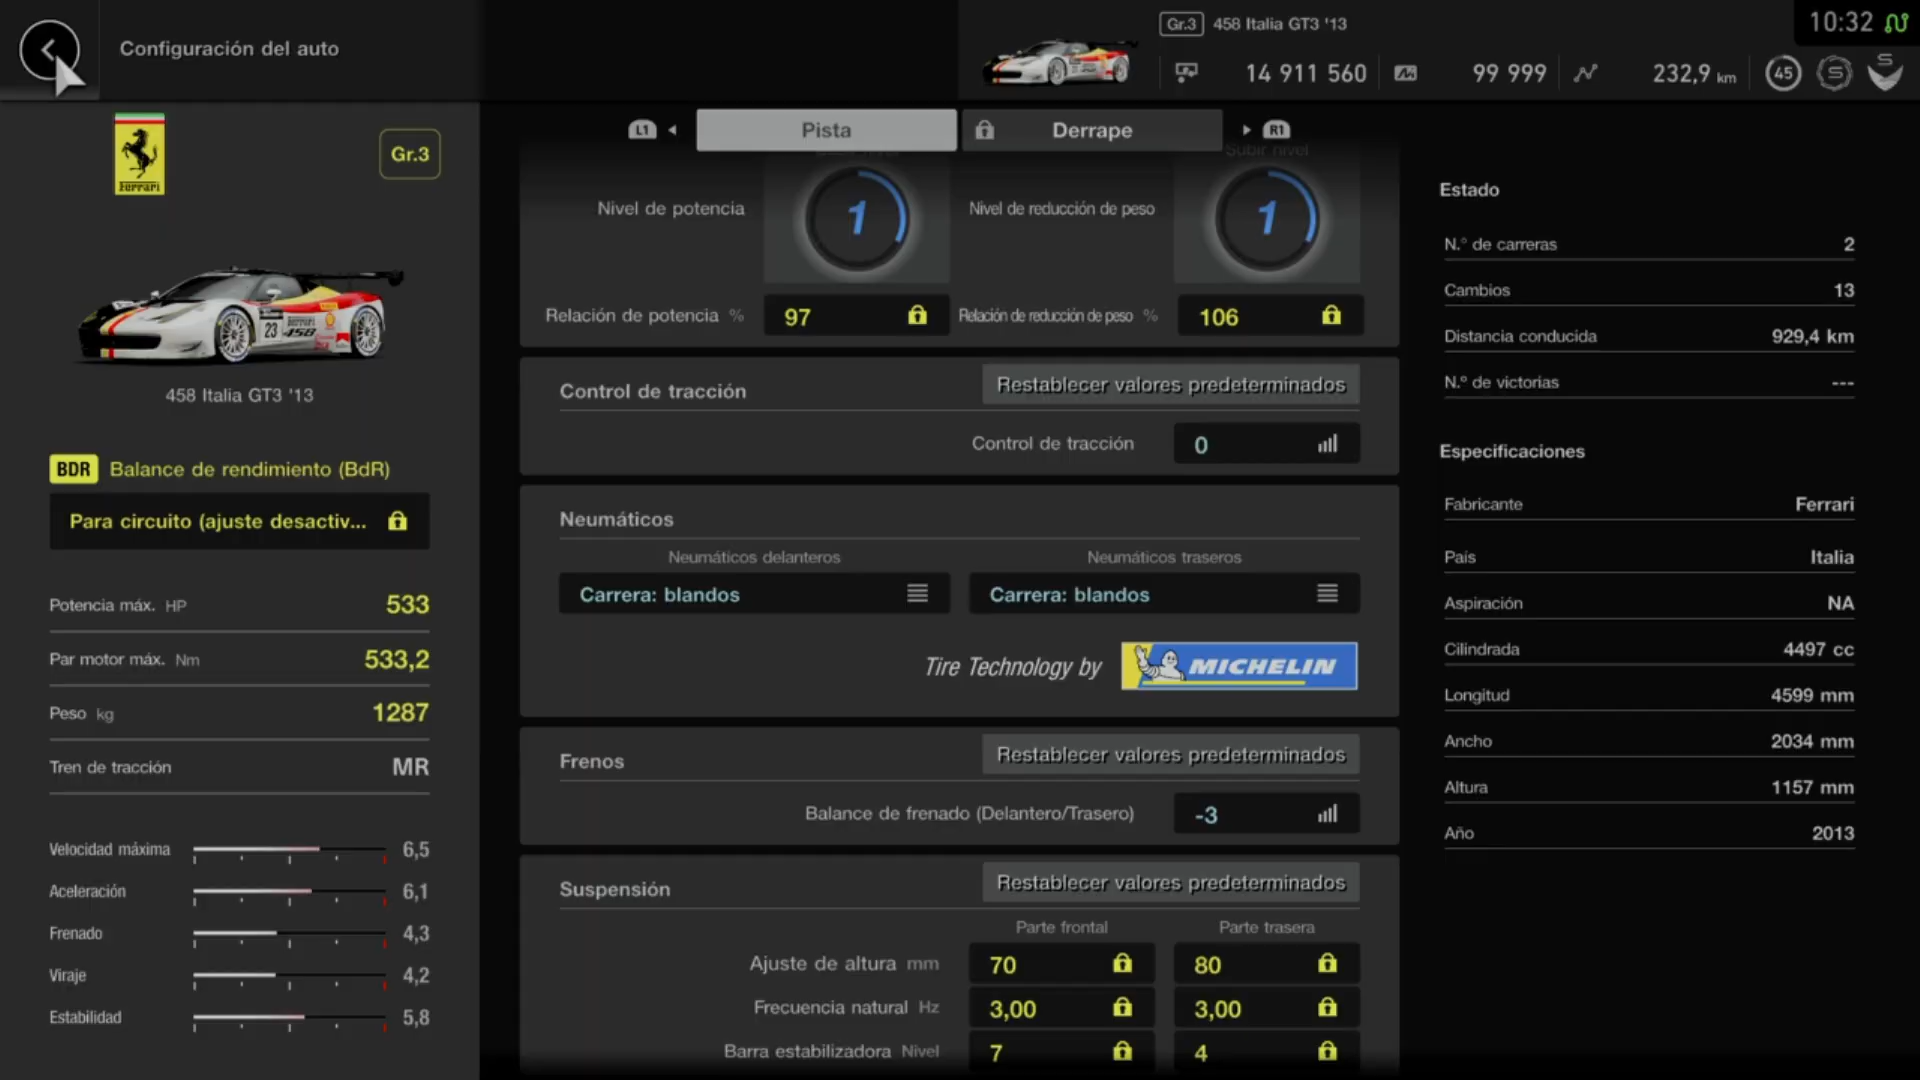 Configuración del auto
Gr.3 458 Italia GT3 '13
14 911 560 99 999 232,9 km 45 S S
10:32
Ferrari
Gr.3
458 Italia GT3 '13
BDR Balance de rendimiento (BdR)
Para circuito (ajuste desactiv...
Potencia máx. HP 533
Par motor máx. Nm 533,2
Peso kg 1287
Tren de tracción MR
Velocidad máxima 6,5
Aceleración 6,1
Frenado 4,3
Viraje 4,2
Estabilidad 5,8
L1 Pista Derrape R1
Subir nivel Subir nivel
Nivel de potencia 1 Nivel de reducción de peso 1
Relación de potencia % 97 Relación de reducción de peso % 106
Control de tracción Restablecer valores predeterminados
Control de tracción 0
Neumáticos
Neumáticos delanteros Neumáticos traseros
Carrera: blandos Carrera: blandos
Tire Technology by MICHELIN
Frenos Restablecer valores predeterminados
Balance de frenado (Delantero/Trasero) -3
Suspensión Restablecer valores predeterminados
Parte frontal Parte trasera
Ajuste de altura mm 70 80
Frecuencia natural Hz 3,00 3,00
Barra estabilizadora Nivel 7 4
Estado
N.° de carreras 2
Cambios 13
Distancia conducida 929,4 km
N.º de victorias ---
Especificaciones
Fabricante Ferrari
País Italia
Aspiración NA
Cilindrada 4497 cc
Longitud 4599 mm
Ancho 2034 mm
Altura 1157 mm
Año 2013